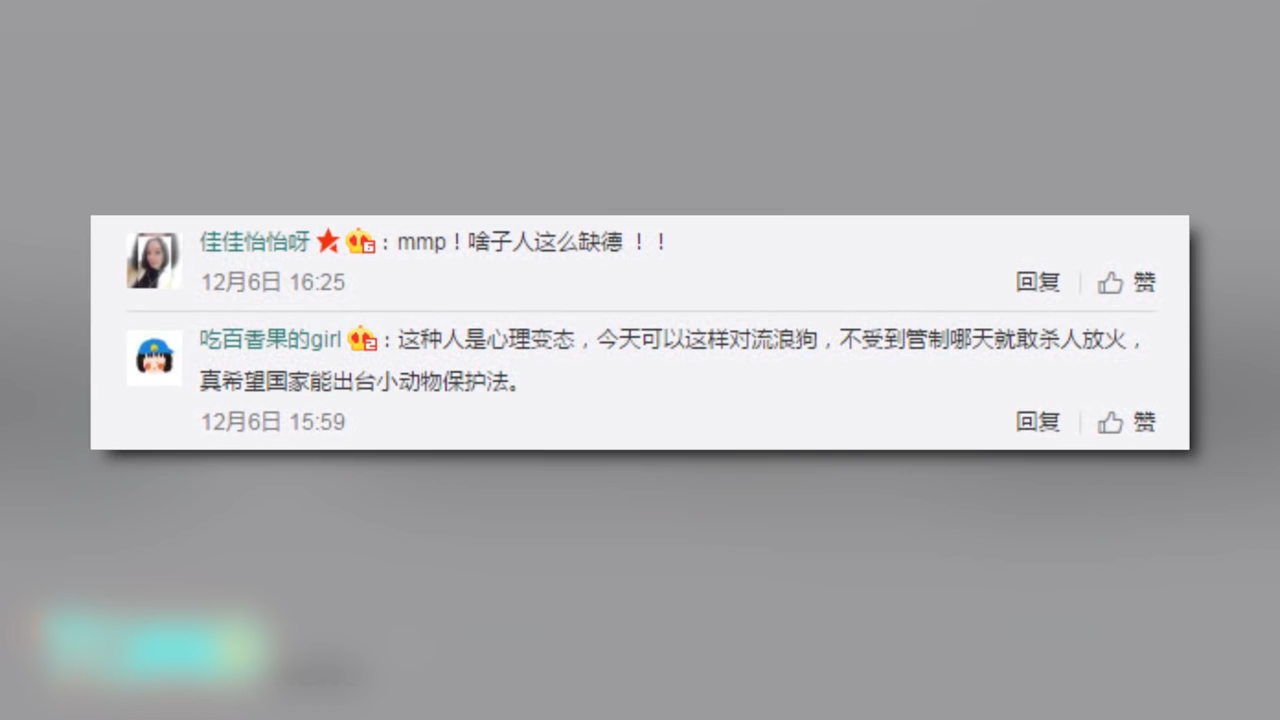 佳佳怡怡呀 6：mmp！啥子人这么缺德！！
12月6日 16:25 回复 赞
吃百香果的girl 2：这种人是心理变态，今天可以这样对流浪狗，不受到管制哪天就敢杀人放火，
真希望国家能出台小动物保护法。
12月6日 15:59 回复 赞